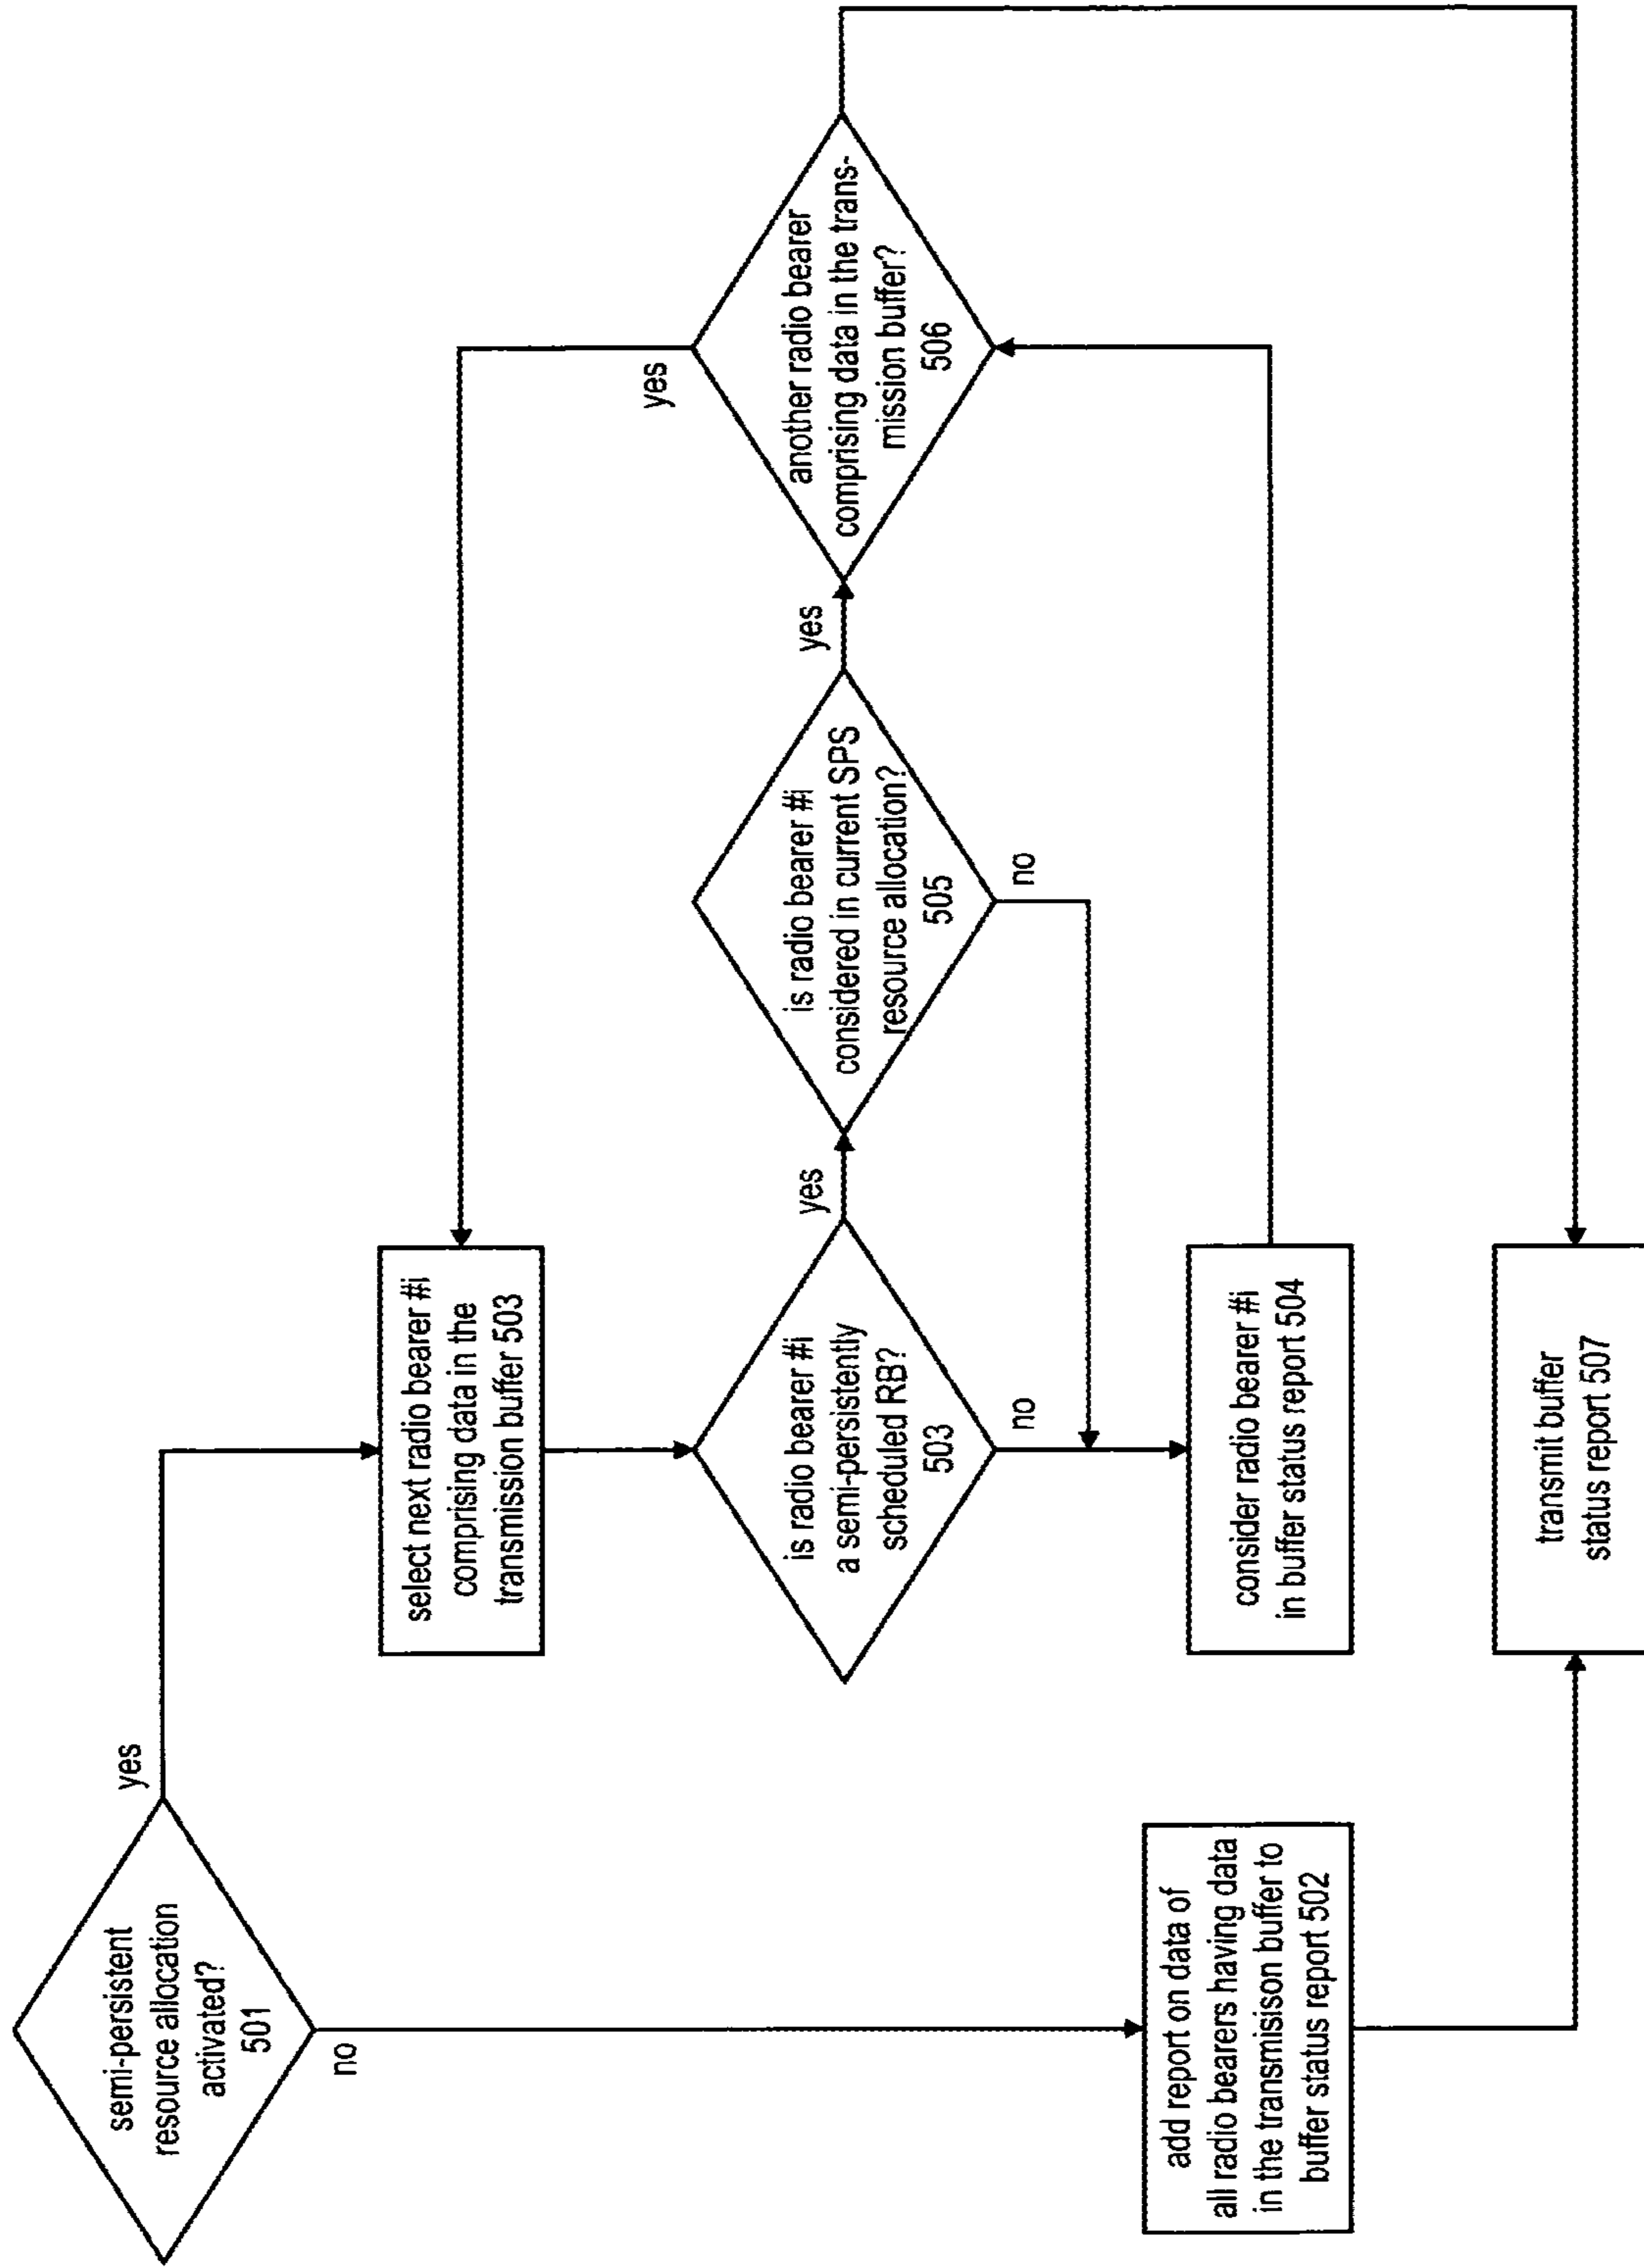 semi-persistent
resource allocation
activated?
501
yes
no
select next radio bearer #i
comprising data in the
transmission buffer 503
is radio bearer #i
a semi-persistently
scheduled RB?
503
yes
no
is radio bearer #i
considered in current SPS
resource allocation?
505
yes
no
another radio bearer
comprising data in the trans-
mission buffer?
506
yes
consider radio bearer #i
in buffer status report 504
add report on data of
all radio bearers having data
in the transmison buffer to
buffer status report 502
transmit buffer
status report 507